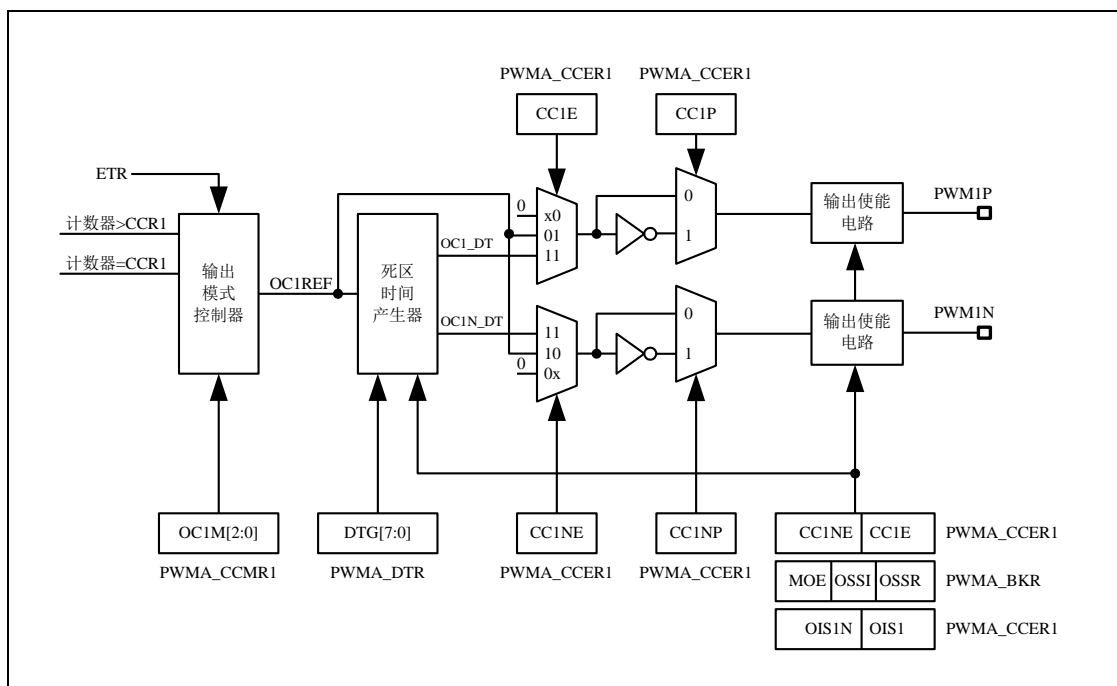 PWMA_CCER1
PWMA_CCER1
CC1E
CC1P
ETR
计数器>CCR1
计数器=CCR1
输出
模式
控制器
OC1REF
死区
时间
产生器
OC1_DT
OC1N_DT
0
x0
01
11
0
1
输出使能
电路
PWM1P
11
10
0x
0
0
1
输出使能
电路
PWM1N
OC1M[2:0]
PWMA_CCMR1
DTG[7:0]
PWMA_DTR
CC1NE
PWMA_CCER1
CC1NP
PWMA_CCER1
CC1NE CC1E PWMA_CCER1
MOE OSSI OSSR PWMA_BKR
OIS1N OIS1 PWMA_CCER1